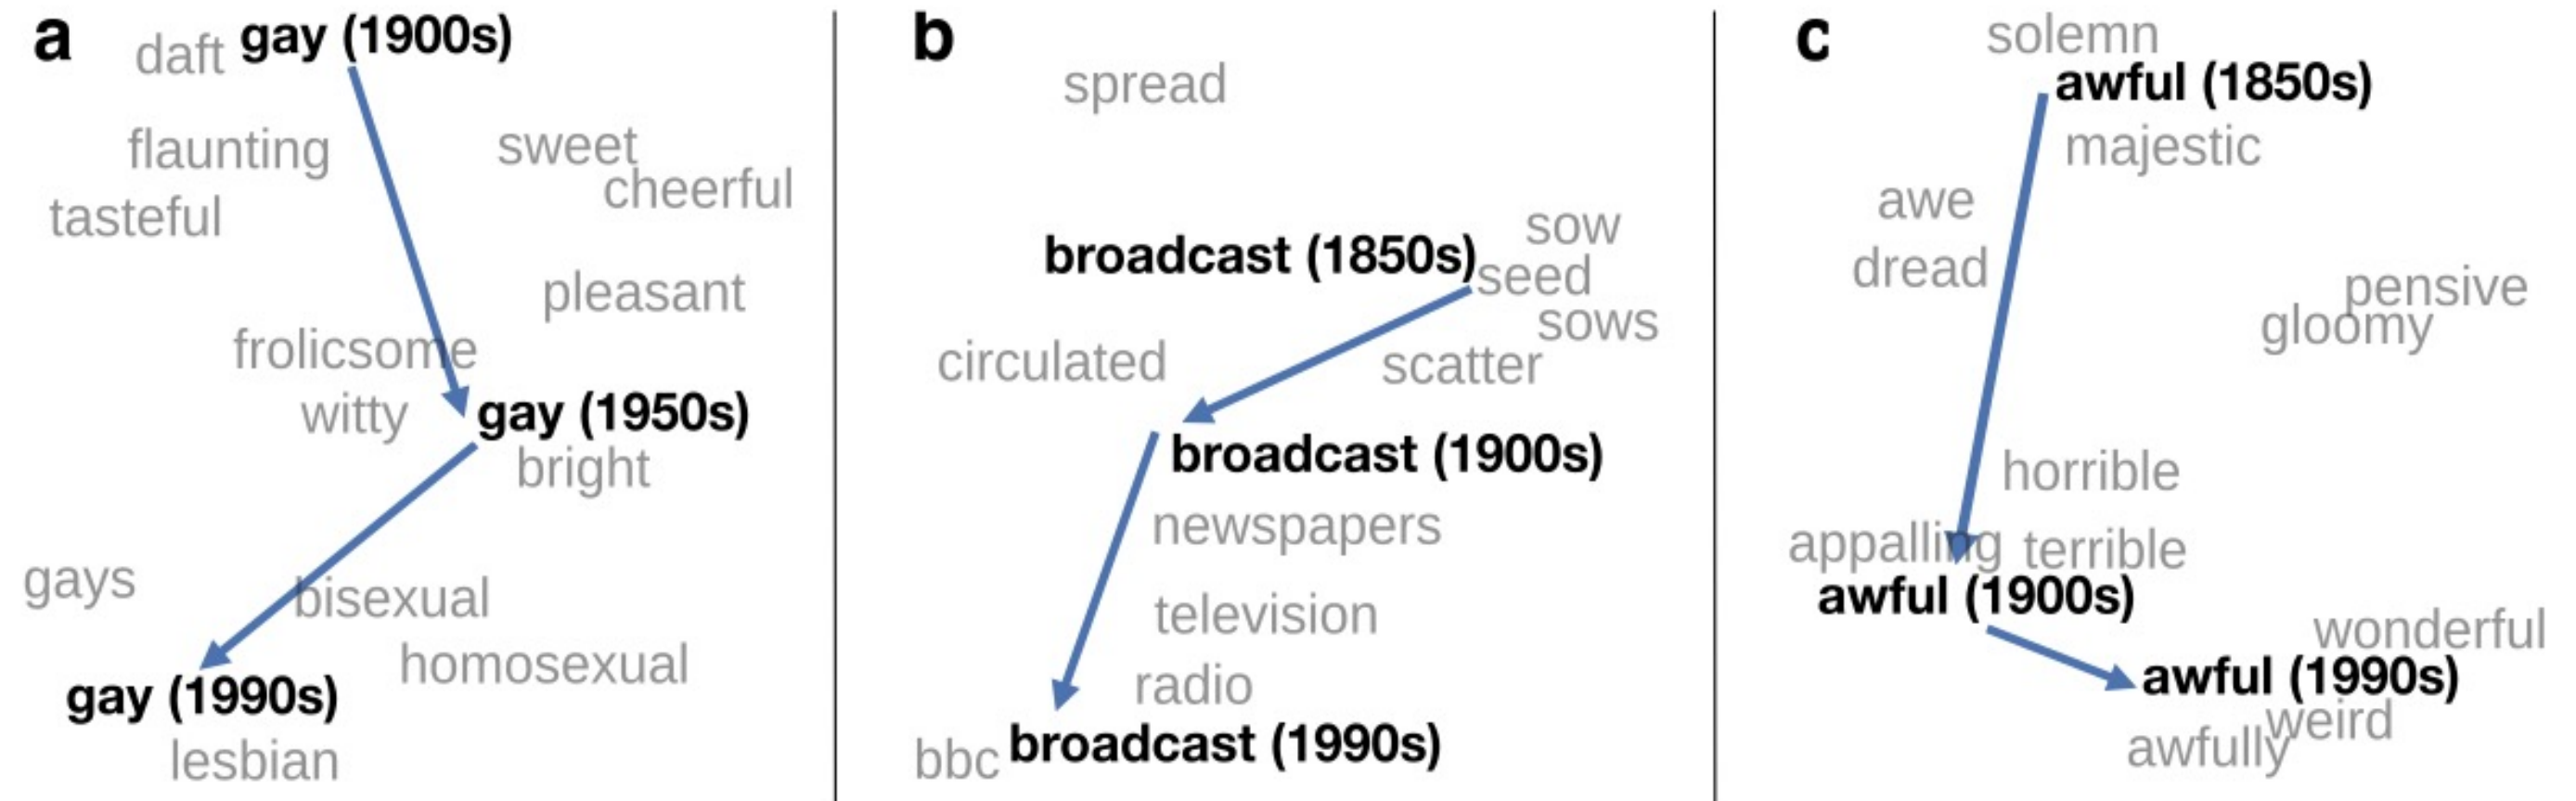 a
daft gay (1900s)
flaunting
sweet
cheerful
tasteful
pleasant
frolicsome
witty
gay (1950s)
bright
gays
bisexual
homosexual
gay (1990s)
lesbian
b
spread
broadcast (1850s)
sow
seed
sows
circulated
scatter
broadcast (1900s)
newspapers
television
radio
bbc broadcast (1990s)
c
solemn
awful (1850s)
majestic
awe
dread
pensive
gloomy
horrible
appalling terrible
awful (1900s)
wonderful
awful (1990s)
weird
awfully